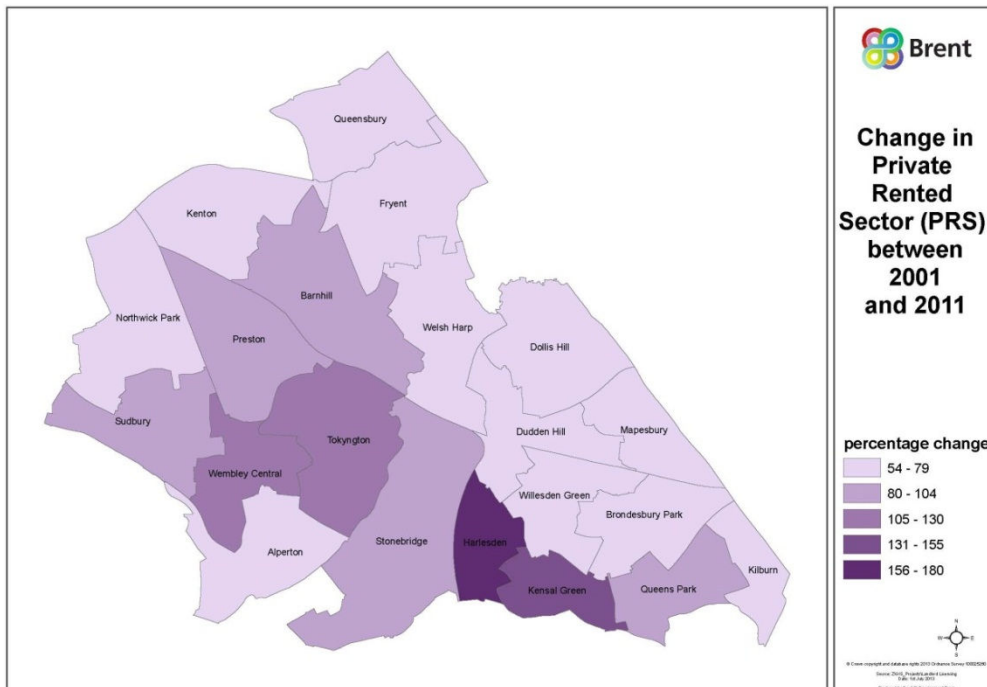 Queensbury
Kenton
Fryent
Barnhill
Northwick Park
Preston
Welsh Harp
Dollis Hill
Sudbury
Tokyngton
Dudden Hill
Mapesbury
Wembley Central
Willesden Green
Brondesbury Park
Alperton
Stonebridge
Harlesden
Kilburn
Kensal Green
Queens Park
Brent
Change in
Private
Rented
Sector (PRS)
between
2001
and 2011
percentage change
54 - 79
80 - 104
105 - 130
131 - 155
156 - 180
N
W
E
S